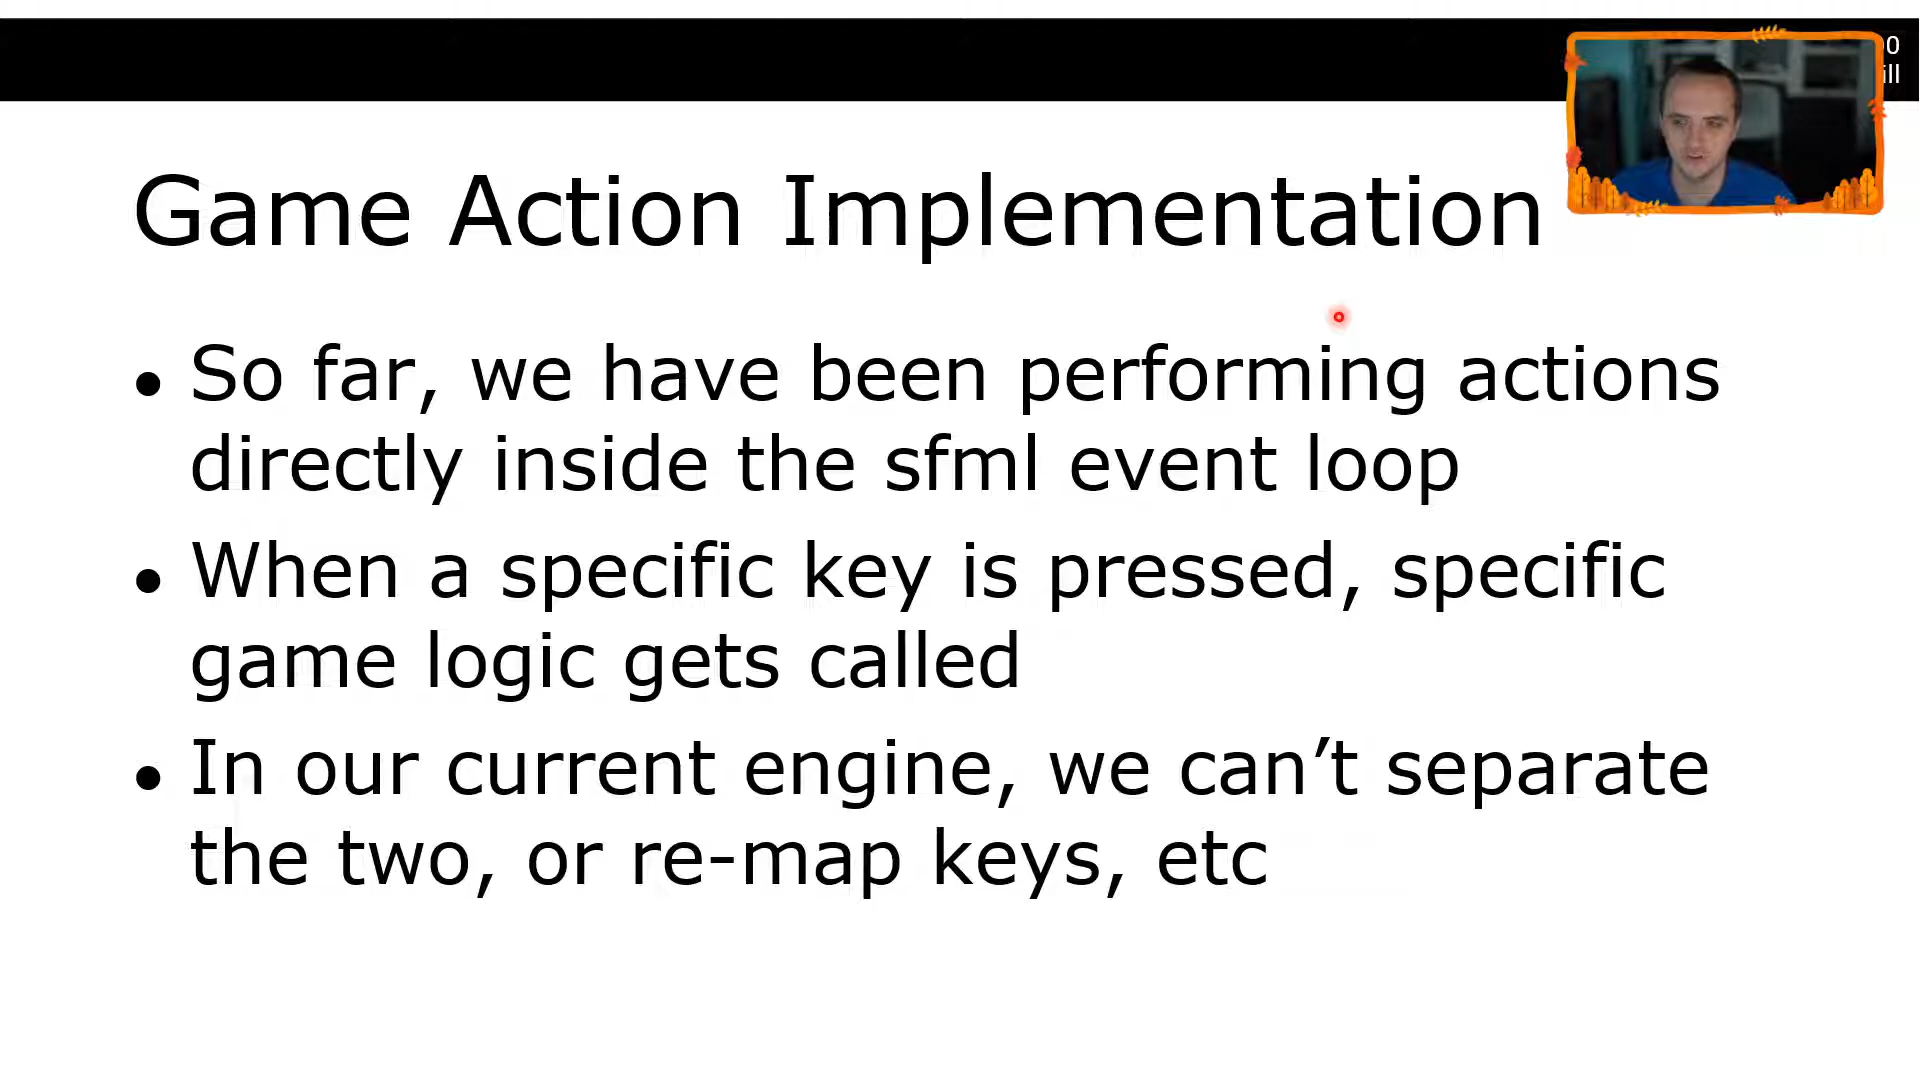 Game Action Implementation
• So far, we have been performing actions
directly inside the sfml event loop
• When a specific key is pressed, specific
game logic gets called
• In our current engine, we can’t separate
the two, or re-map keys, etc